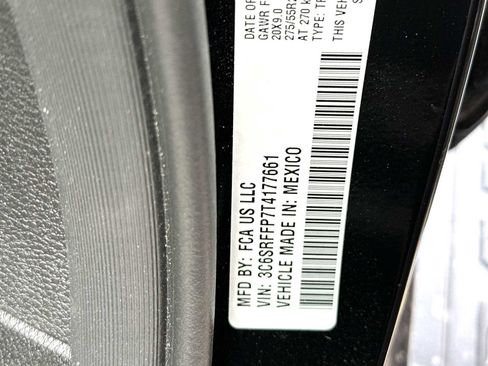 MFD BY: FCA US LLC
VIN: 3C6SRFFP7T4177661
VEHICLE MADE IN: MEXICO
DATE OF
GAWR F
20X9.0
275/55R2
AT 270 k
TYPE: TR
THIS VEH